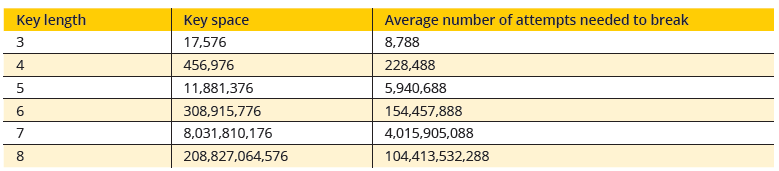 Key length Key space Average number of attempts needed to break
3 17,576 8,788
4 456,976 228,488
5 11,881,376 5,940,688
6 308,915,776 154,457,888
7 8,031,810,176 4,015,905,088
8 208,827,064,576 104,413,532,288